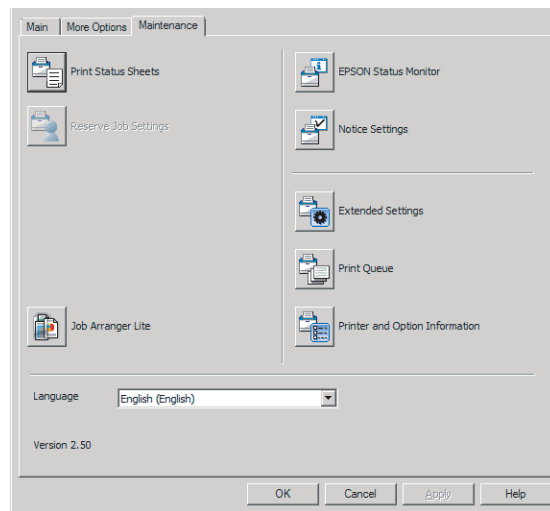 Main More Options Maintenance
Print Status Sheets
Reserve Job Settings
Job Arranger Lite
EPSON Status Monitor
Notice Settings
Extended Settings
Print Queue
Printer and Option Information
Language English (English)
Version 2.50
OK Cancel Apply Help